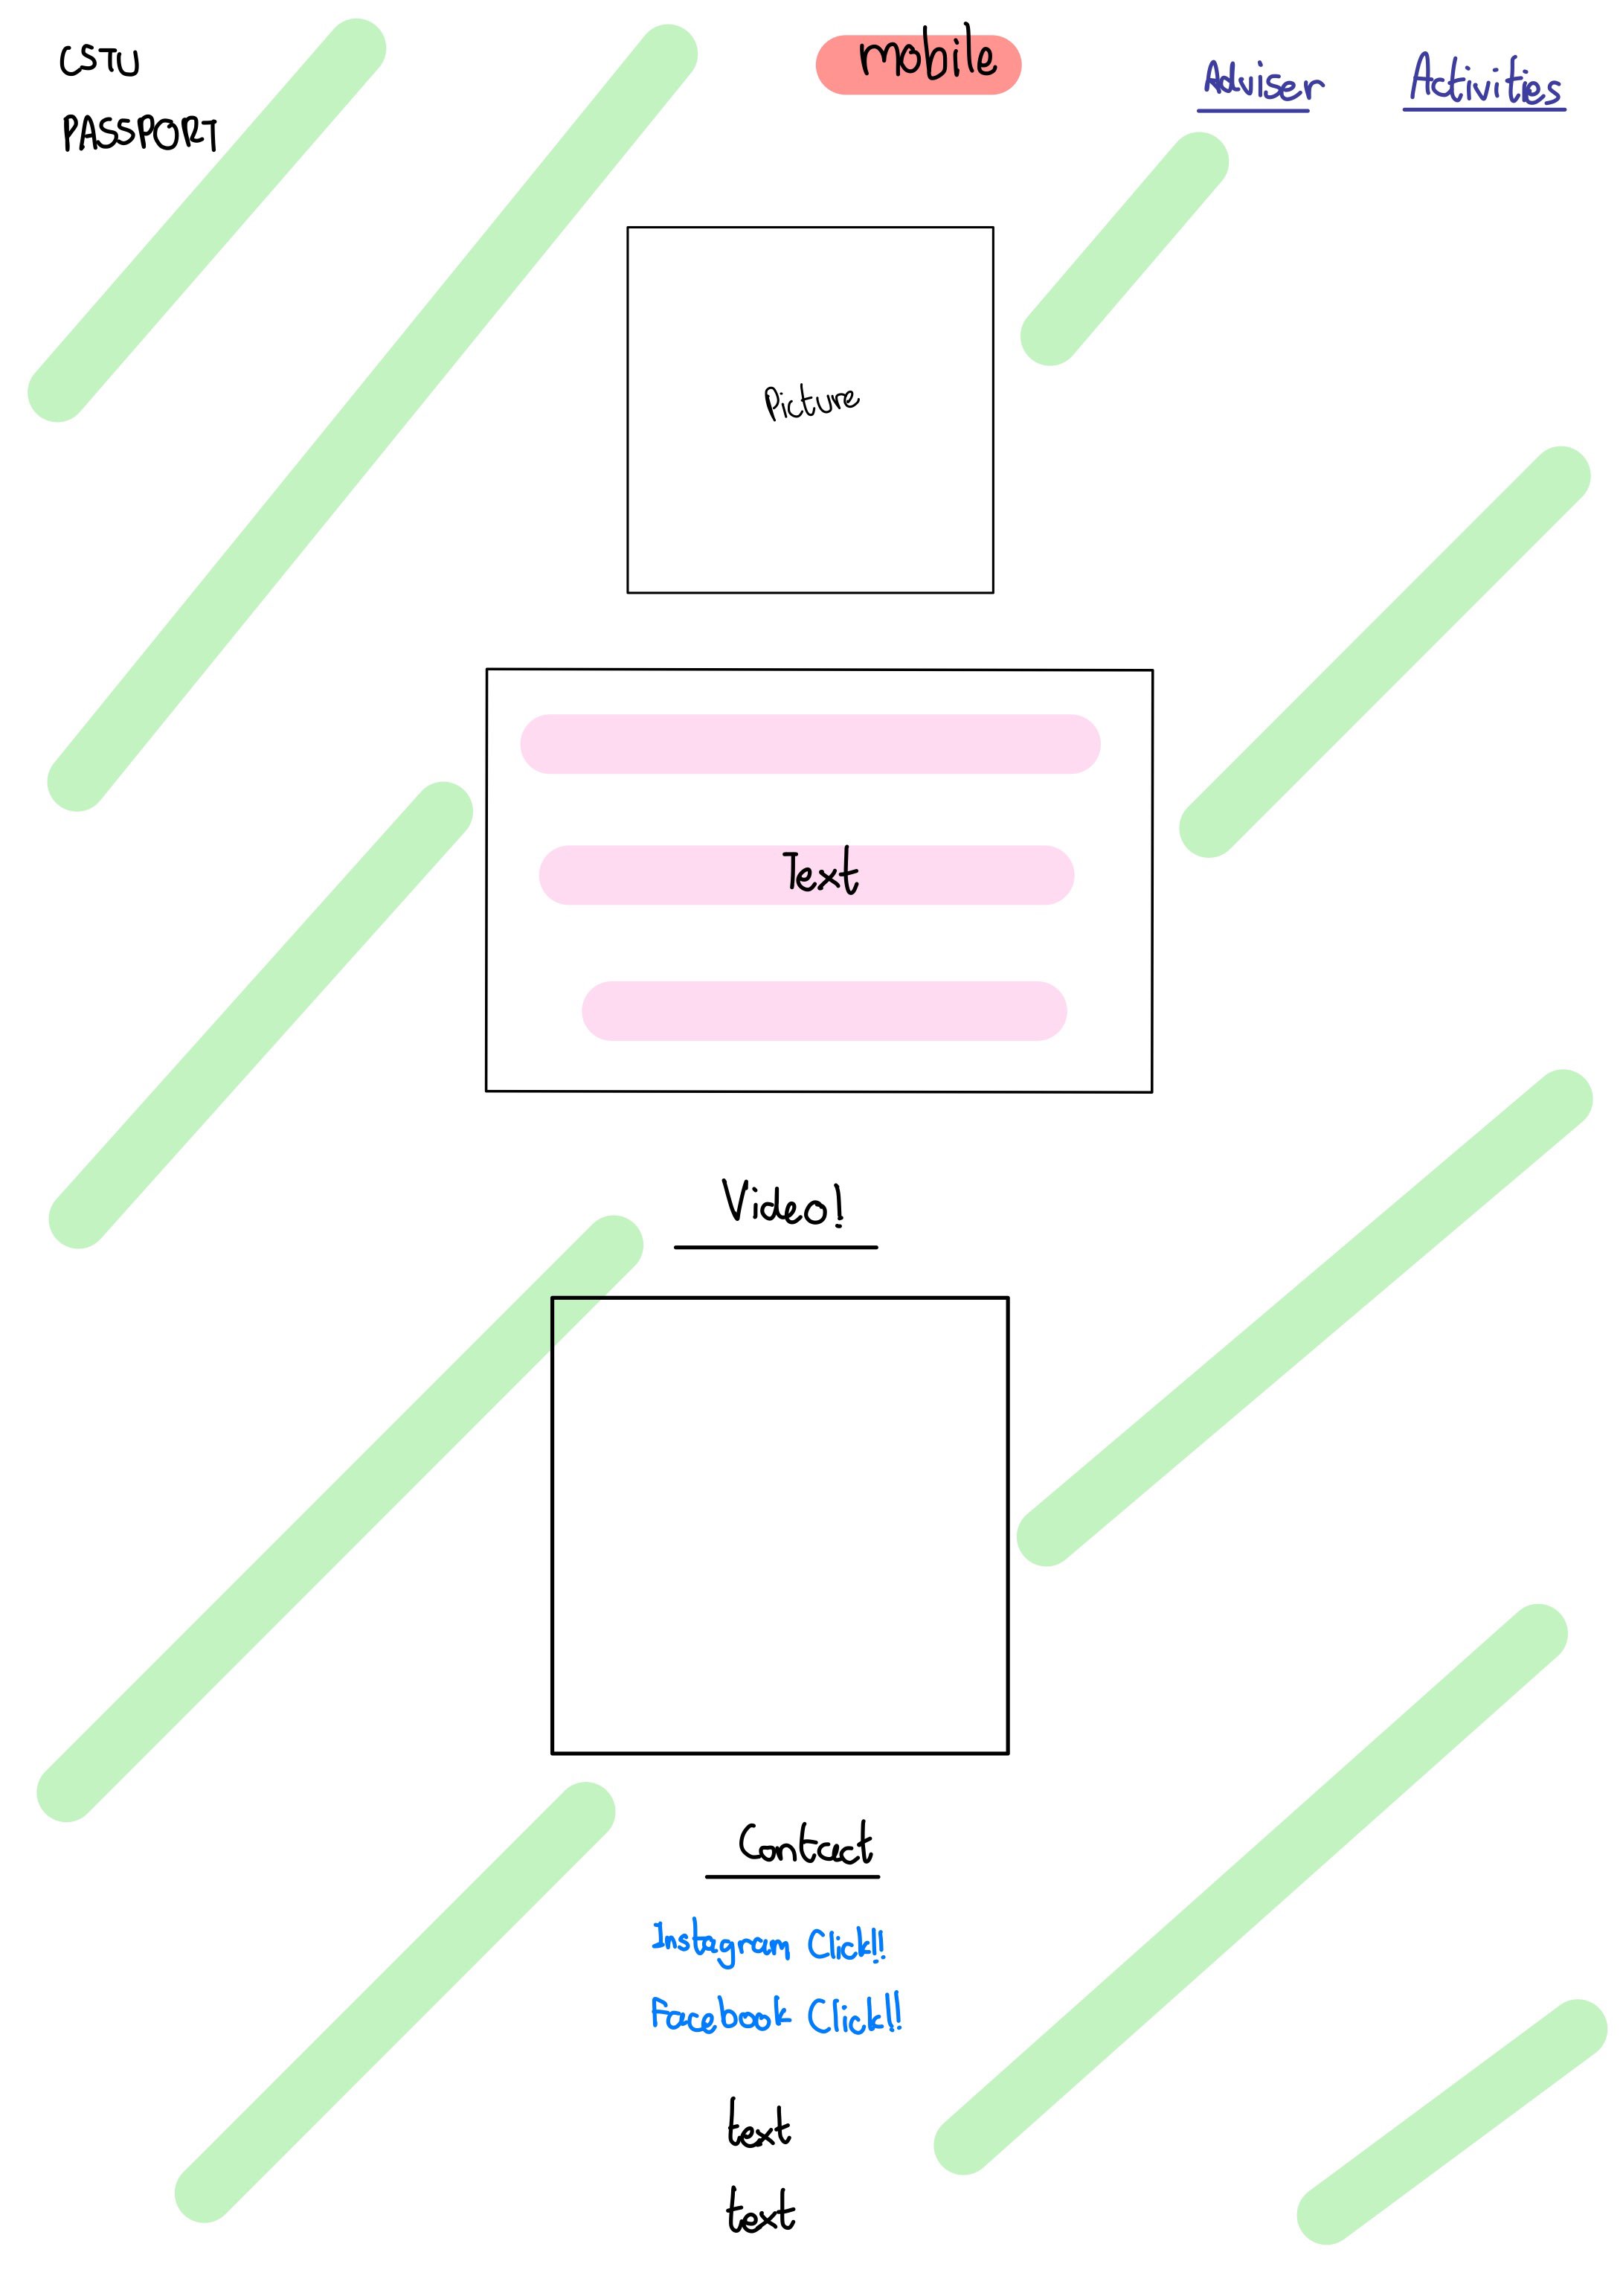 CSTU
PASSPORT
Mobile
Adviser
Activities
Picture
Text
Video!
Contact
Instagram Click!!
Facebook Click!!
text
text